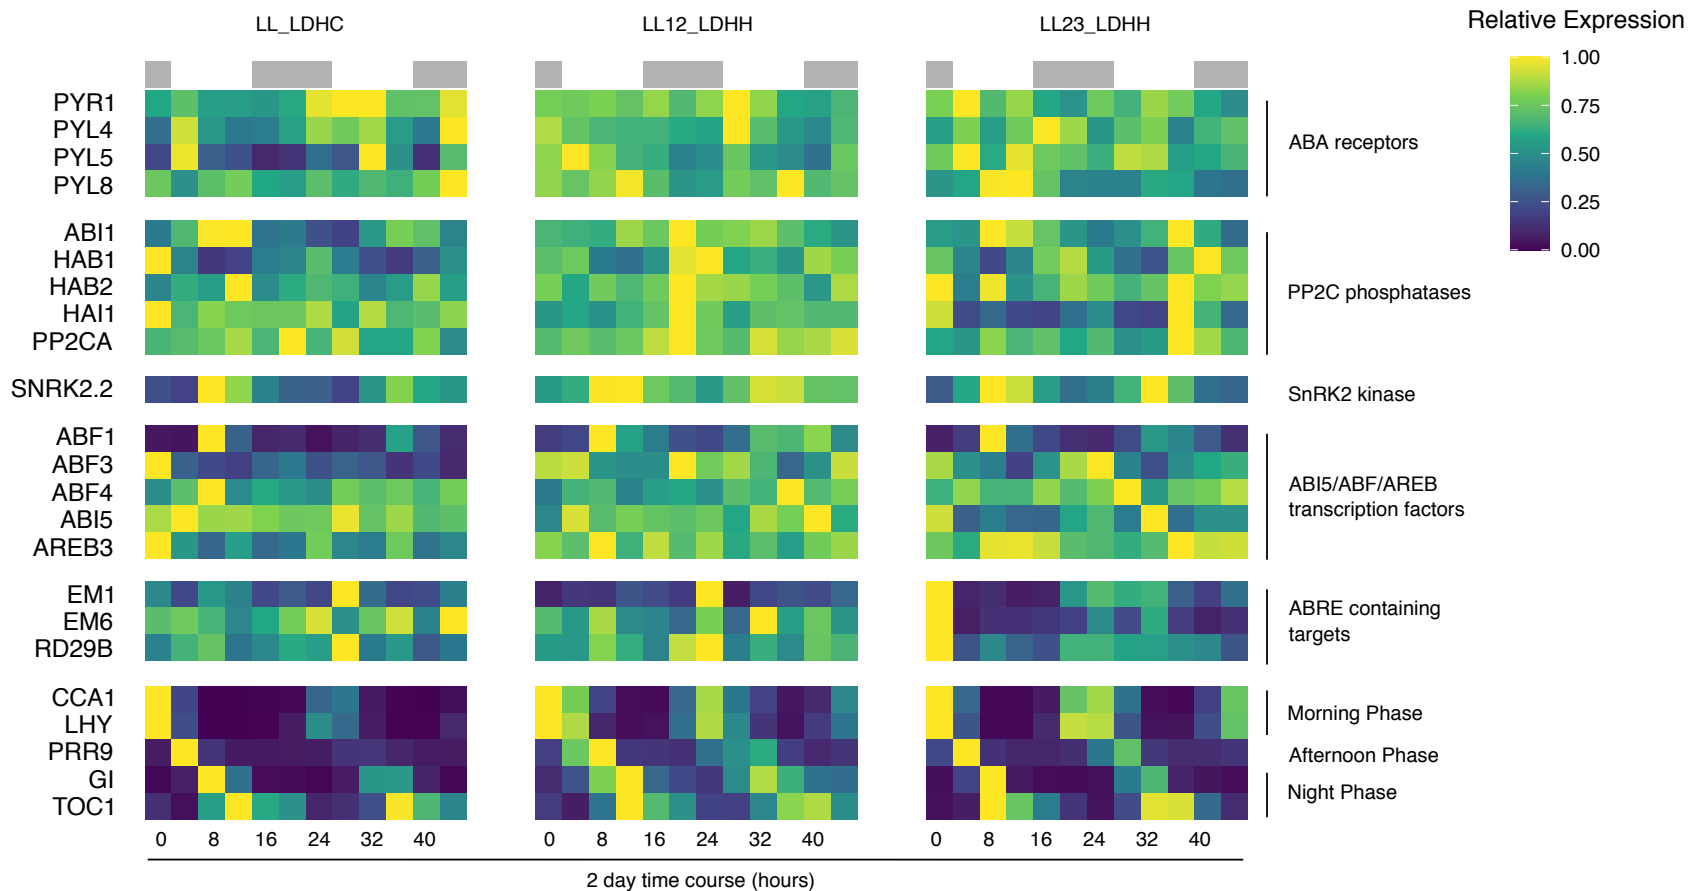 LL_LDHC
LL12_LDHH
LL23_LDHH
Relative Expression
1.00
0.75
0.50
0.25
0.00
PYR1
PYL4
PYL5
PYL8
ABA receptors
ABI1
HAB1
HAB2
HAI1
PP2CA
PP2C phosphatases
SNRK2.2
SnRK2 kinase
ABF1
ABF3
ABF4
ABI5
AREB3
ABI5/ABF/AREB
transcription factors
EM1
EM6
RD29B
ABRE containing
targets
CCA1
LHY
PRR9
GI
TOC1
Morning Phase
Afternoon Phase
Night Phase
0 8 16 24 32 40
0 8 16 24 32 40
0 8 16 24 32 40
2 day time course (hours)